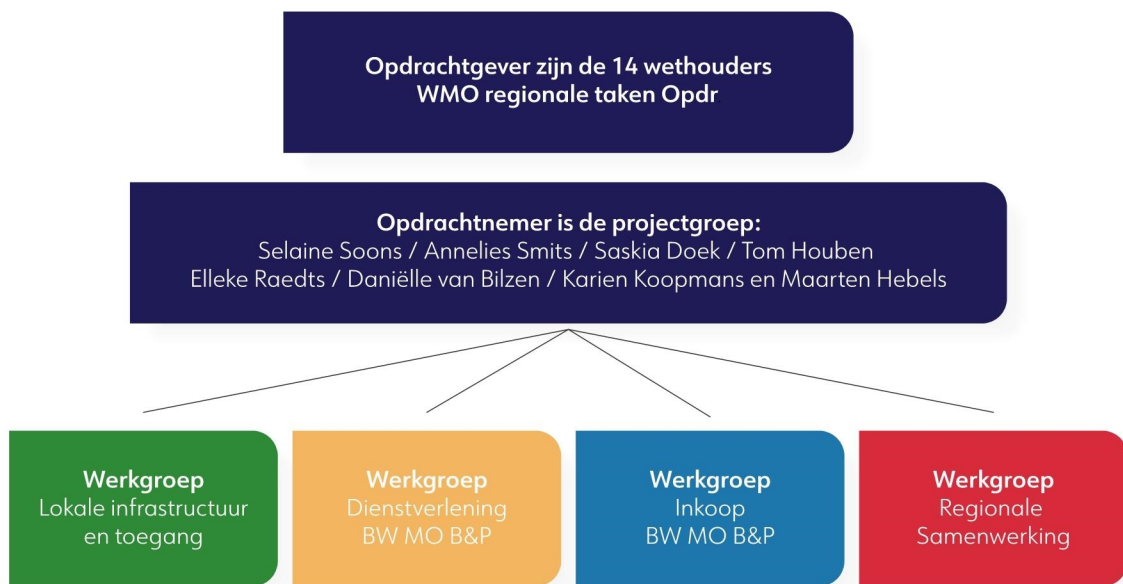 Opdrachtgever zijn de 14 wethouders
WMO regionale taken Opdr
Opdrachtnemer is de projectgroep:
Selaine Soons / Annelies Smits / Saskia Doek / Tom Houben
Elleke Raedts / Daniëlle van Bilzen / Karien Koopmans en Maarten Hebels
Werkgroep
Lokale infrastructuur
en toegang
Werkgroep
Dienstverlening
BW MO B&P
Werkgroep
Inkoop
BW MO B&P
Werkgroep
Regionale
Samenwerking